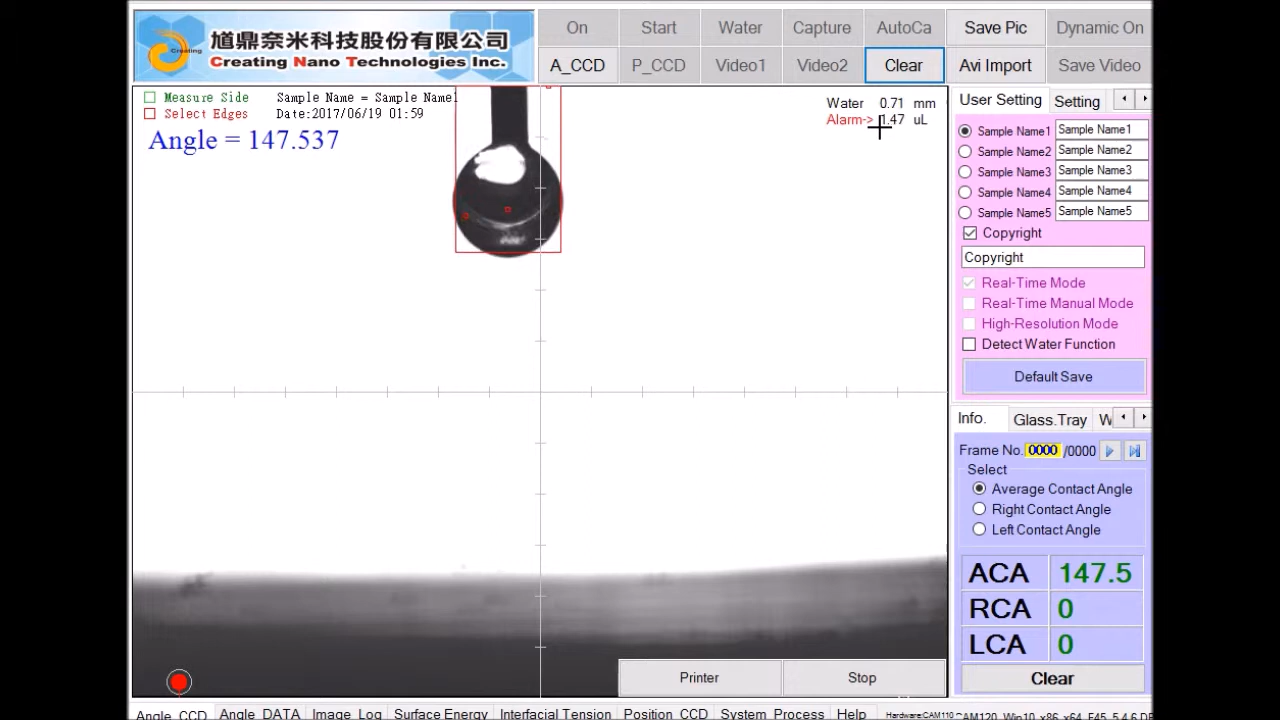 馗鼎奈米科技股份有限公司
Creating Nano Technologies Inc.
Creating
On Start Water Capture AutoCa Save Pic Dynamic On
A_CCD P_CCD Video1 Video2 Clear Avi Import Save Video
Measure Side Sample Name = Sample Name1
Select Edges Date:2017/06/19 01:59
Angle = 147.537
Water 0.71 mm
Alarm-> 1.47 uL
User Setting Setting
Sample Name1 Sample Name1
Sample Name2 Sample Name2
Sample Name3 Sample Name3
Sample Name4 Sample Name4
Sample Name5 Sample Name5
Copyright
Copyright
Real-Time Mode
Real-Time Manual Mode
High-Resolution Mode
Detect Water Function
Default Save
Info. Glass.Tray W
Frame No. 0000 /0000
Select
Average Contact Angle
Right Contact Angle
Left Contact Angle
ACA 147.5
RCA 0
LCA 0
Clear
Printer Stop
Angle_CCD Angle_DATA Image_Log Surface Energy Interfacial Tension Position_CCD System_Process Help